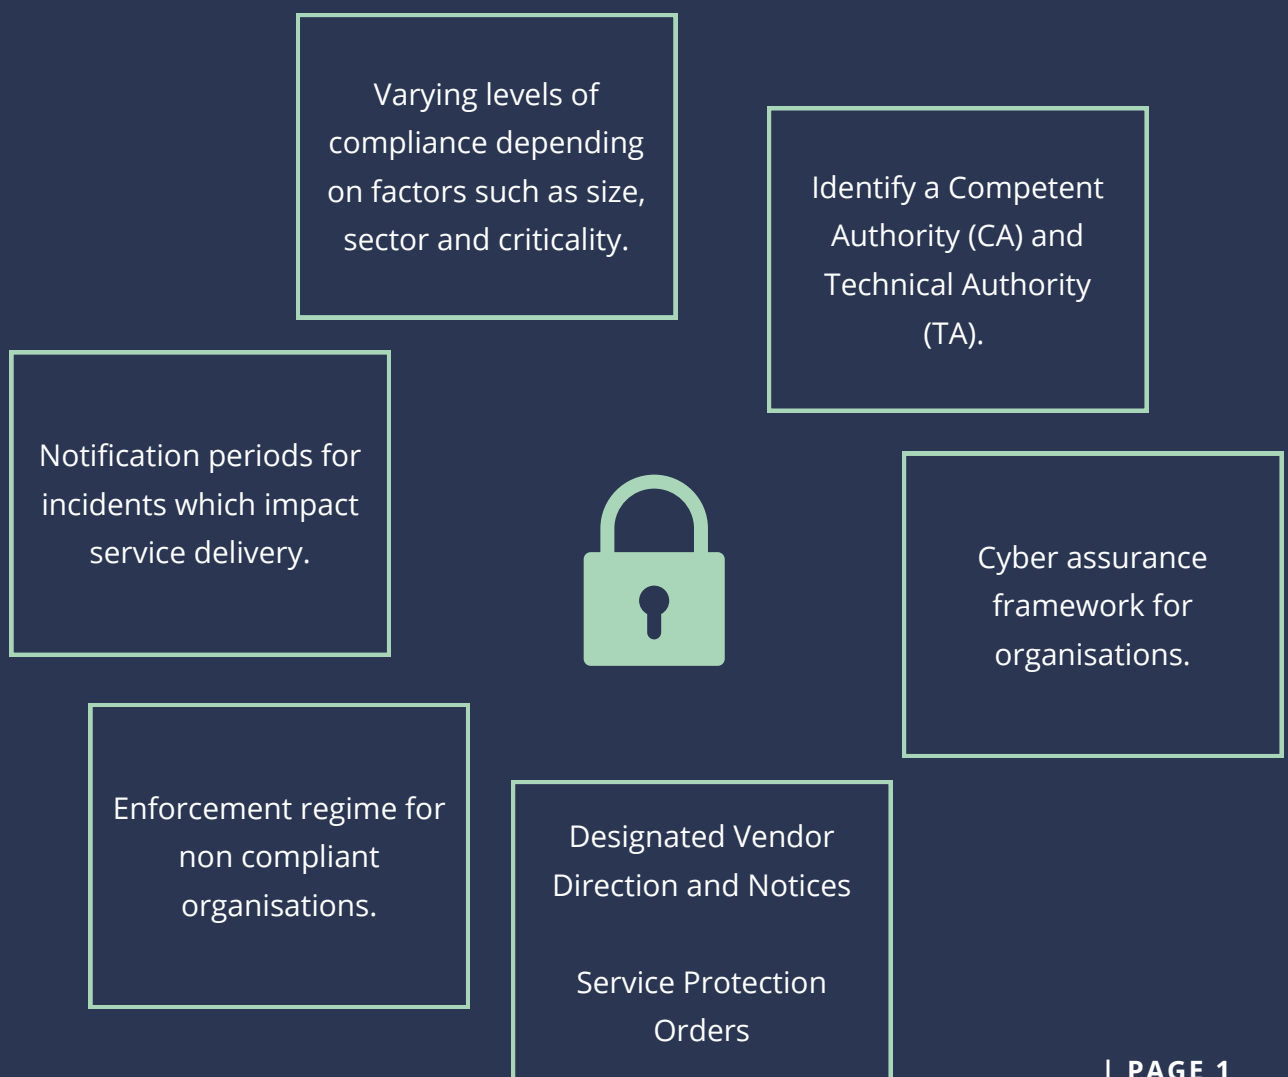 Varying levels of
compliance depending
on factors such as size,
sector and criticality.
Identify a Competent
Authority (CA) and
Technical Authority
(TA).
Notification periods for
incidents which impact
service delivery.
Cyber assurance
framework for
organisations.
Enforcement regime for
non compliant
organisations.
Designated Vendor
Direction and Notices
Service Protection
Orders
| PAGE 1